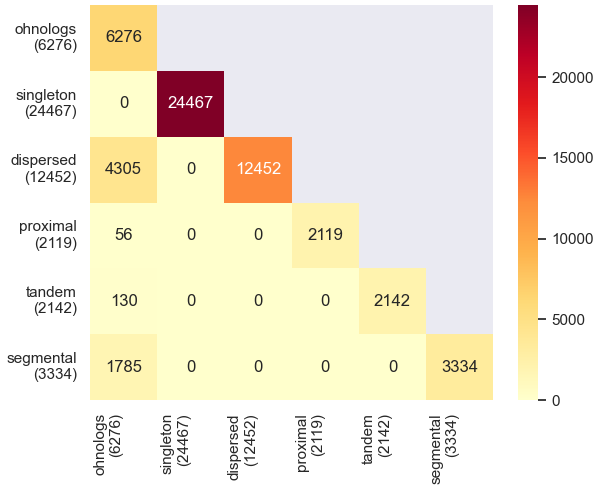 ohnologs
(6276)
6276
singleton
(24467)
0 24467
dispersed
(12452)
4305 0 12452
proximal
(2119)
56 0 0 2119
tandem
(2142)
130 0 0 0 2142
segmental
(3334)
1785 0 0 0 0 3334
ohnologs
(6276)
singleton
(24467)
dispersed
(12452)
proximal
(2119)
tandem
(2142)
segmental
(3334)
20000
15000
10000
5000
0